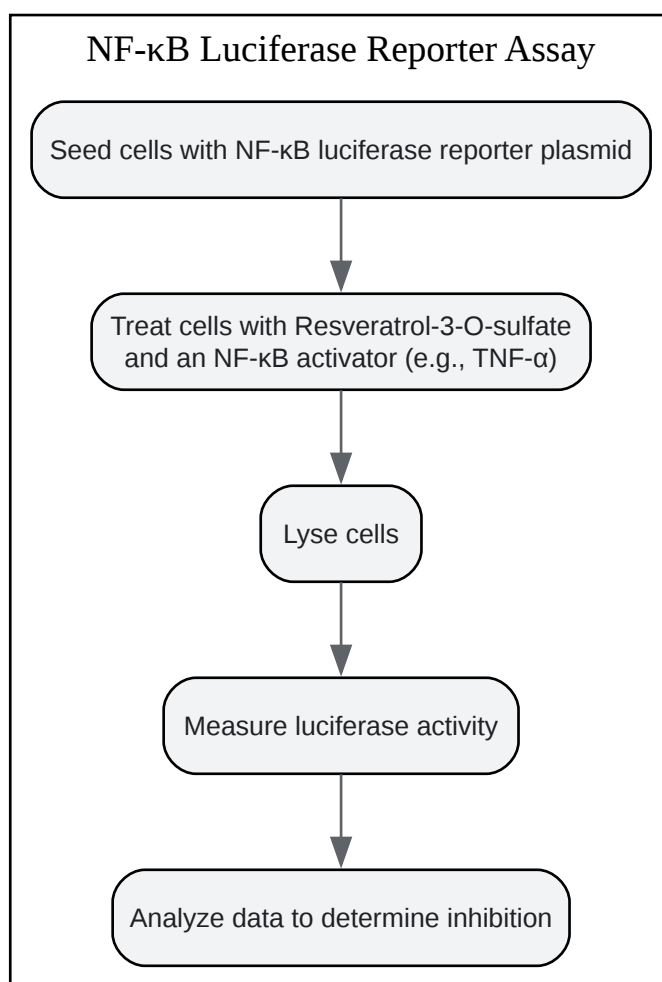 NF-κB Luciferase Reporter Assay
Seed cells with NF-κB luciferase reporter plasmid
Treat cells with Resveratrol-3-O-sulfate
and an NF-κB activator (e.g., TNF-α)
Lyse cells
Measure luciferase activity
Analyze data to determine inhibition